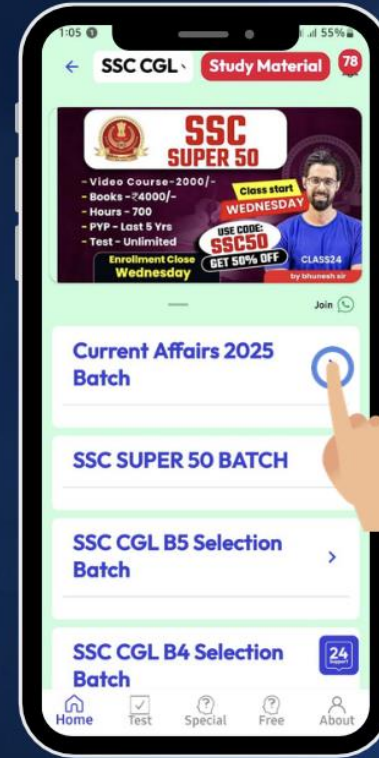 1:05
55%
SSC CGL
Study Material
78
SSC
SUPER 50
- Video Course-2000/-
- Books -₹4000/-
- Hours - 700
- PYP - Last 5 Yrs
- Test - Unlimited
Class start
WEDNESDAY
USE CODE:
SSC50
GET 50% OFF
Enrollment Close
Wednesday
CLASS24
by bhunesh sir
Join
Current Affairs 2025
Batch
SSC SUPER 50 BATCH
SSC CGL B5 Selection
Batch
SSC CGL B4 Selection
Batch
24
Support
Home
Test
Special
Free
About